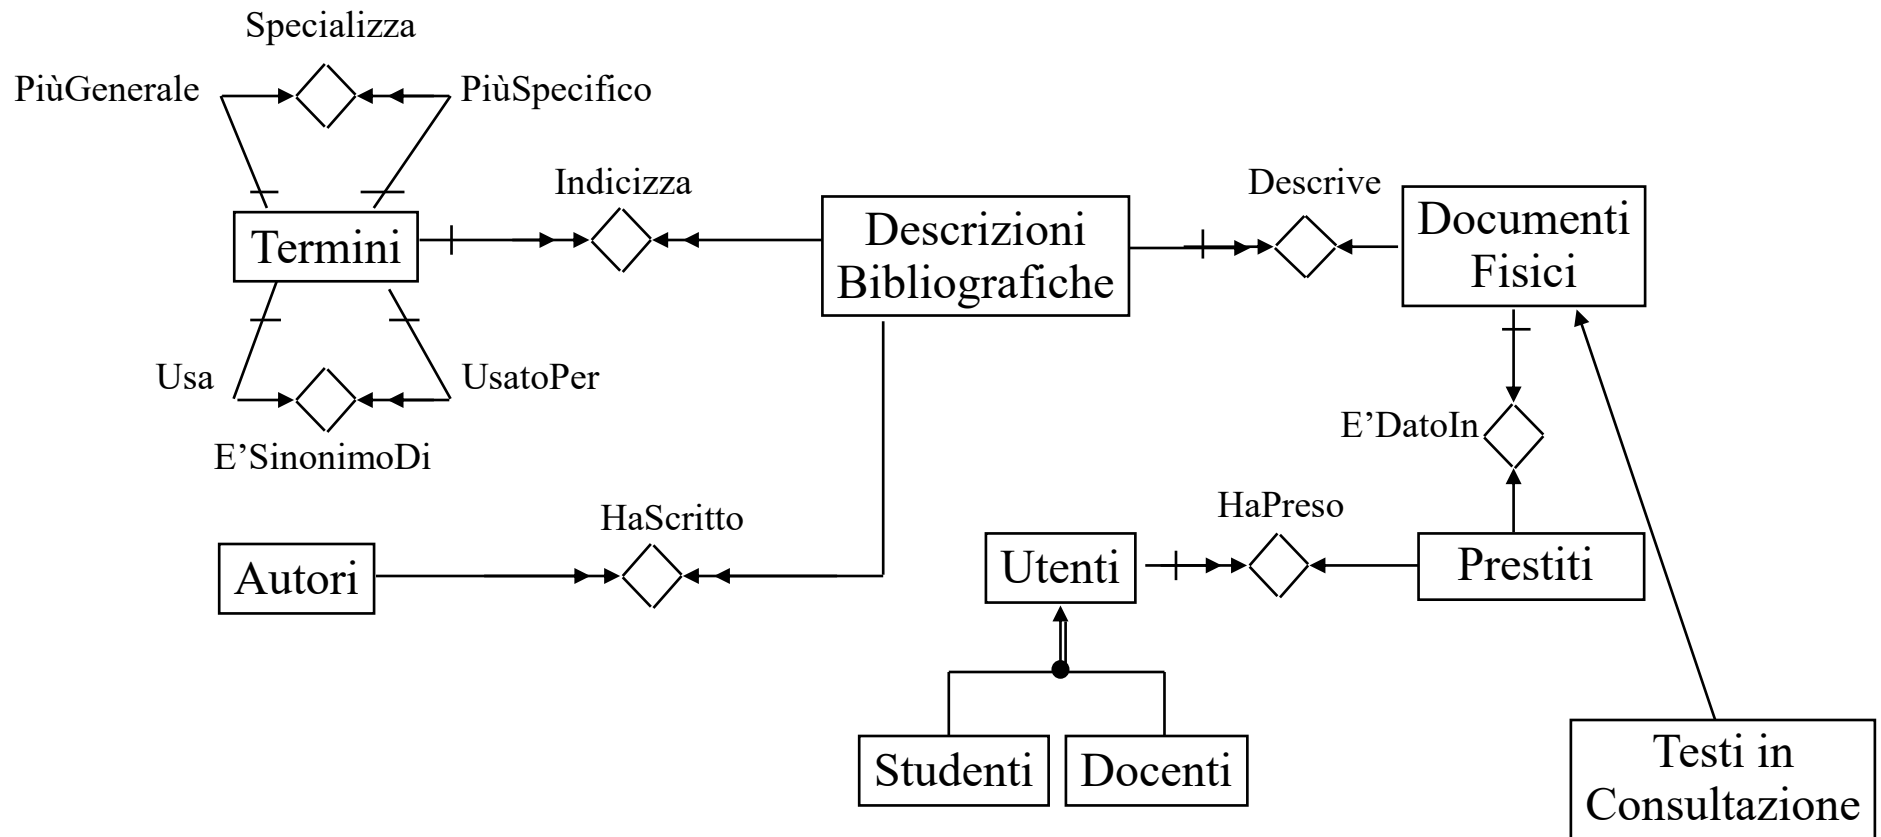 Specializza
PiùGenerale
PiùSpecifico
Indicizza
Descrive
Termini
Descrizioni
Bibliografiche
Documenti
Fisici
Usa
UsatoPer
E’SinonimoDi
E’DatoIn
HaScritto
HaPreso
Autori
Utenti
Prestiti
Studenti
Docenti
Testi in
Consultazione